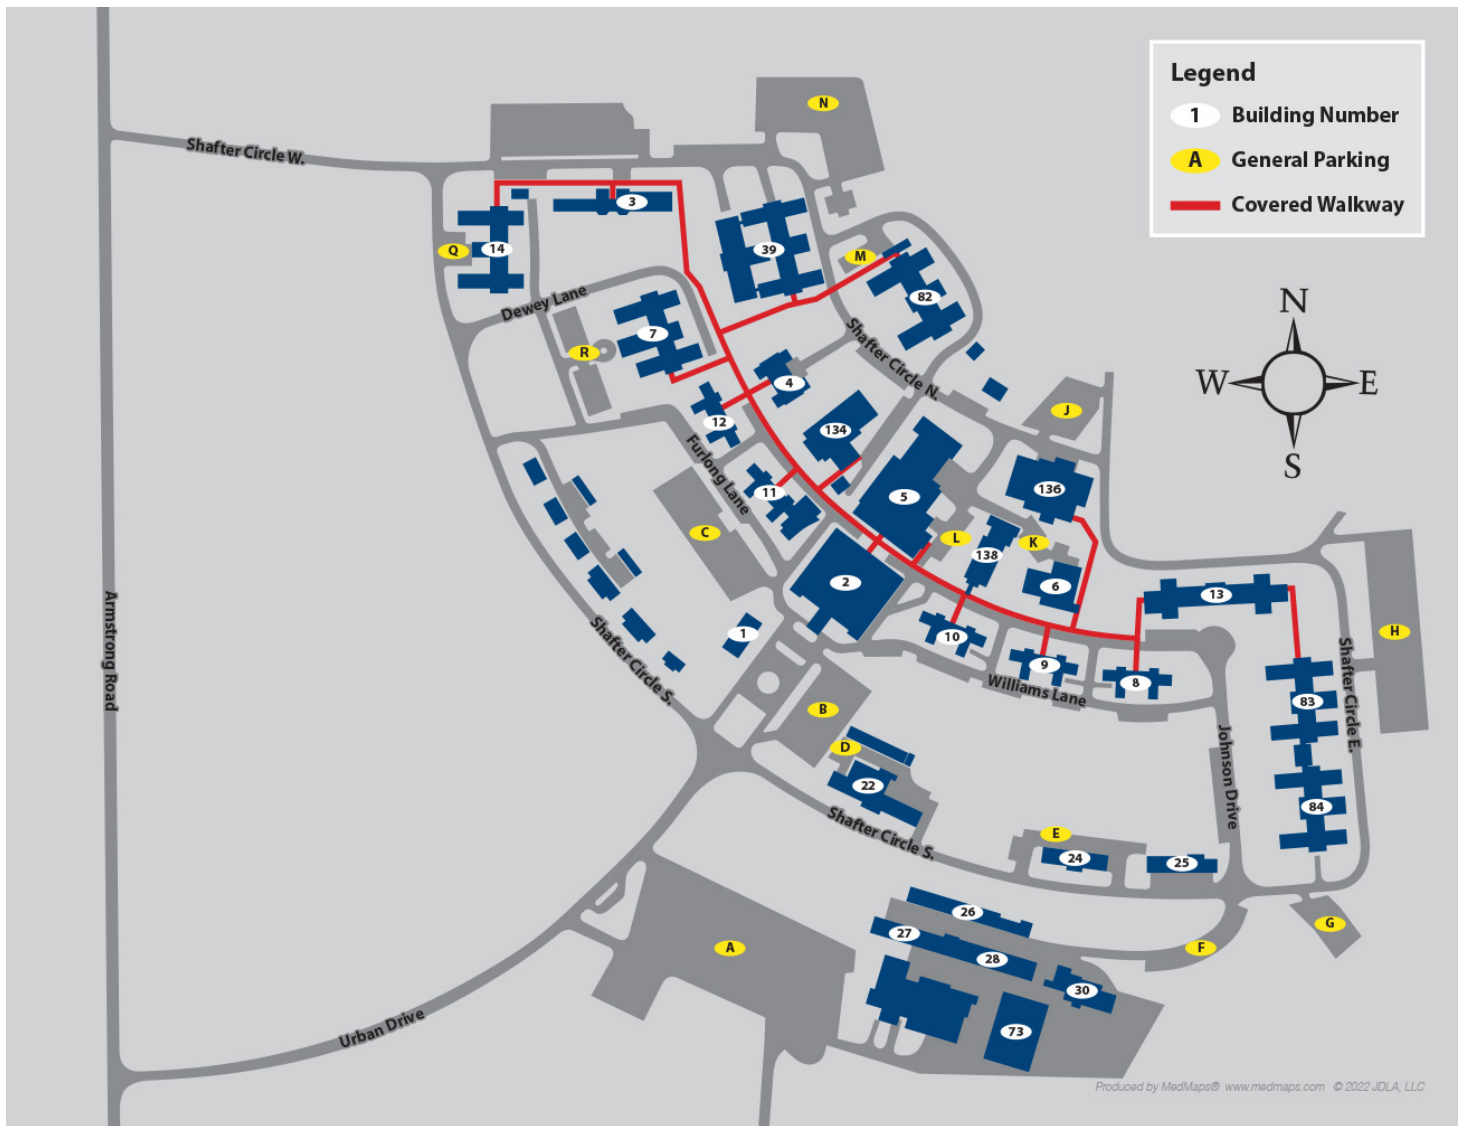 Legend
1 Building Number
A General Parking
Covered Walkway
N
W E
S
N
Shafter Circle W.
3
14
Q
39
M
82
Dewey Lane
7
R
Shafter Circle N.
4
12
134
J
Furlong Lane
11
5
136
C
L
K
138
2
6
13
Armstrong Road
Shafter Circle S.
1
10
9
8
H
Williams Lane
Shafter Circle E.
83
B
D
22
Johnson Drive
84
Shafter Circle S.
E
24
25
26
27
28
F
G
A
30
73
Urban Drive
Produced by MedMaps® www.medmaps.com © 2022 JDLA, LLC